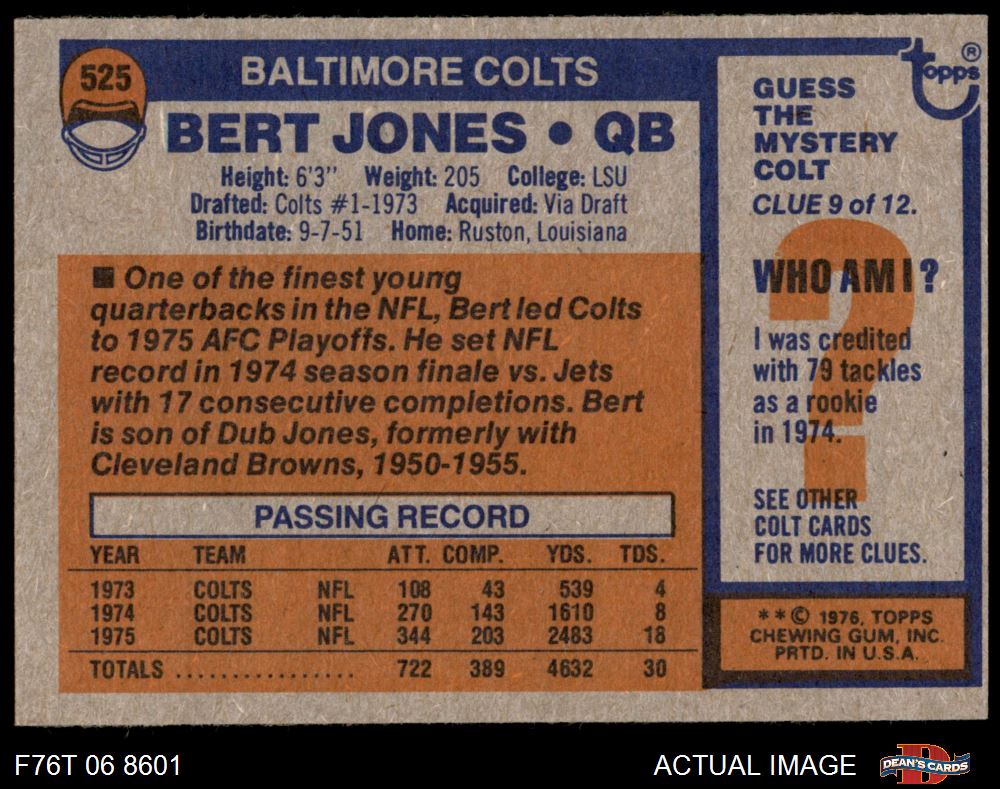 525
BALTIMORE COLTS
BERT JONES • QB
Height: 6'3" Weight: 205 College: LSU
Drafted: Colts #1-1973 Acquired: Via Draft
Birthdate: 9-7-51 Home: Ruston, Louisiana
■ One of the finest young
quarterbacks in the NFL, Bert led Colts
to 1975 AFC Playoffs. He set NFL
record in 1974 season finale vs. Jets
with 17 consecutive completions. Bert
is son of Dub Jones, formerly with
Cleveland Browns, 1950-1955.
PASSING RECORD
YEAR TEAM ATT. COMP. YDS. TDS.
1973 COLTS NFL 108 43 539 4
1974 COLTS NFL 270 143 1610 8
1975 COLTS NFL 344 203 2483 18
TOTALS ................ 722 389 4632 30
topps®
GUESS
THE
MYSTERY
COLT
CLUE 9 of 12.
?
WHO AM I?
I was credited
with 79 tackles
as a rookie
in 1974.
SEE OTHER
COLT CARDS
FOR MORE CLUES.
**© 1976, TOPPS
CHEWING GUM, INC.
PRTD. IN U.S.A.
F76T 06 8601
ACTUAL IMAGE
D
DEAN'S CARDS